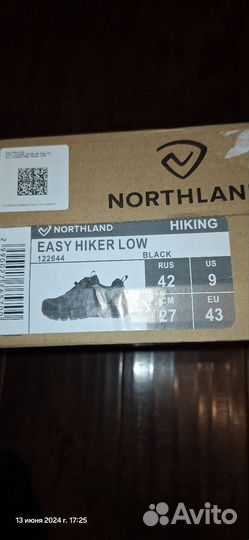 NORTHLAND
NORTHLAND HIKING
EASY HIKER LOW
122644
BLACK
RUS US
42 9
CM EU
27 43
13 июня 2024 г. 17:25
Avito